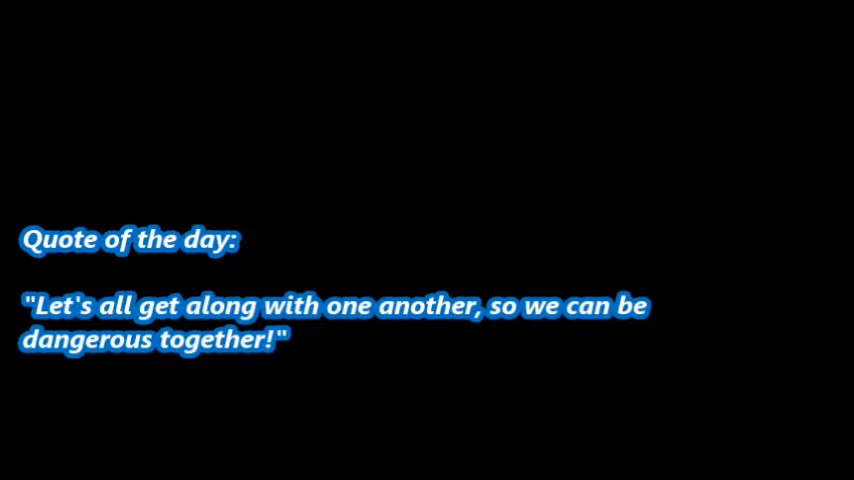 Quote of the day:
"Let's all get along with one another, so we can be
dangerous together!"